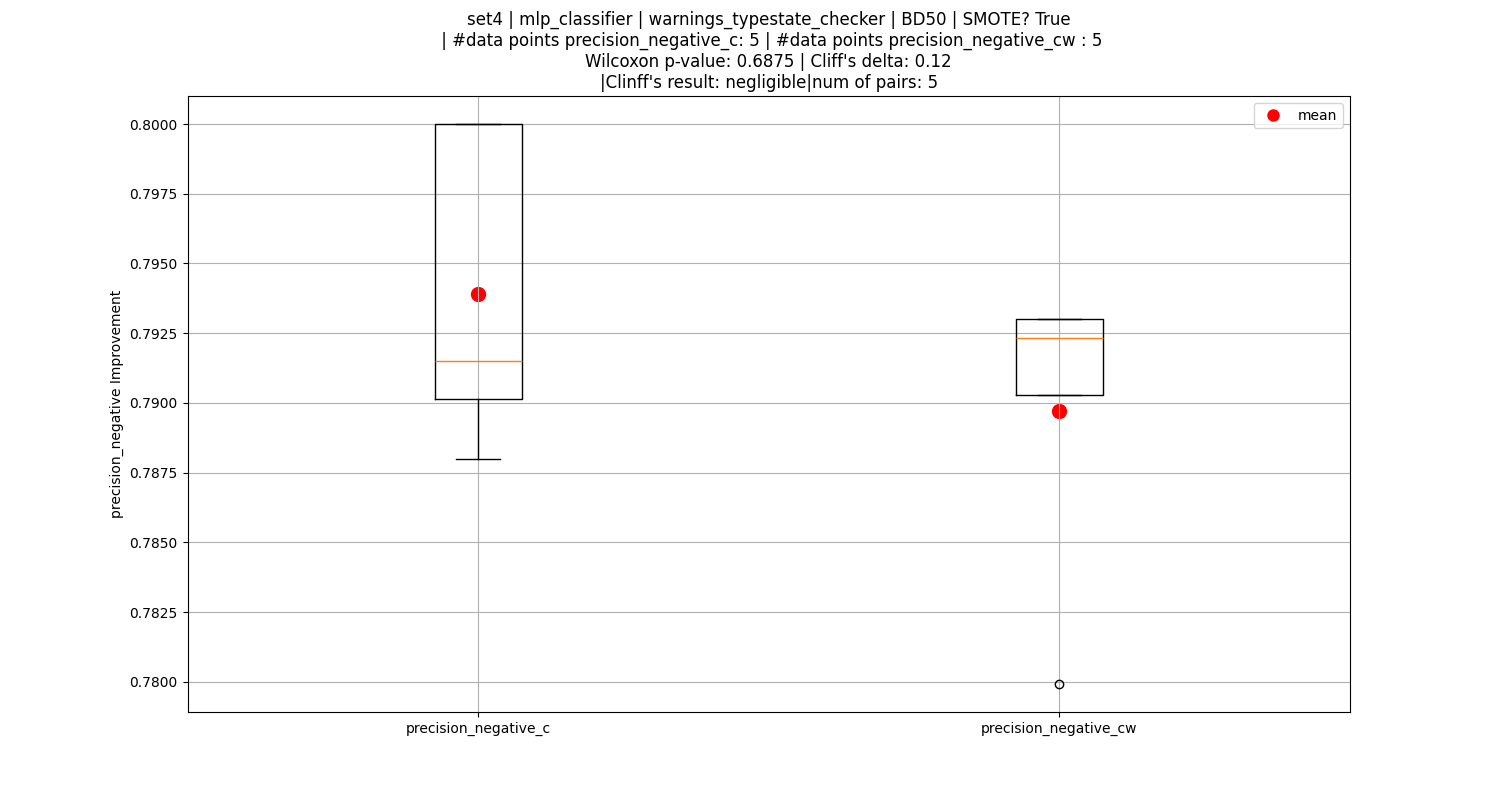 set4 | mlp_classifier | warnings_typestate_checker | BD50 | SMOTE? True
| #data points precision_negative_c: 5 | #data points precision_negative_cw : 5
Wilcoxon p-value: 0.6875 | Cliff's delta: 0.12
|Clinff's result: negligible|num of pairs: 5
mean
0.8000
0.7975
0.7950
0.7925
0.7900
0.7875
0.7850
0.7825
0.7800
precision_negative Improvement
precision_negative_c
precision_negative_cw